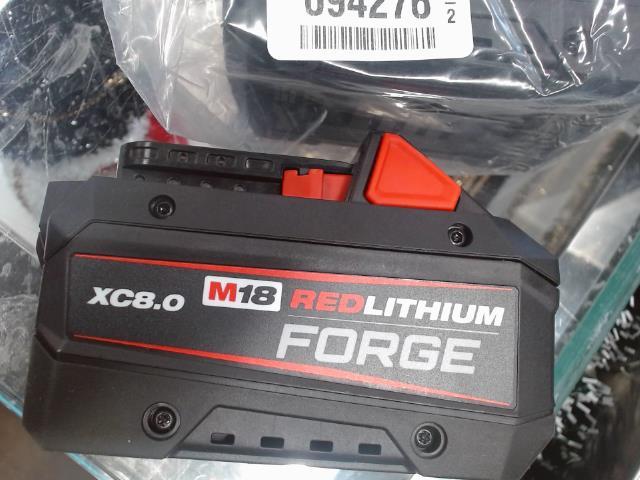 094276
2
XC8.0 M18 REDLITHIUM
FORGE